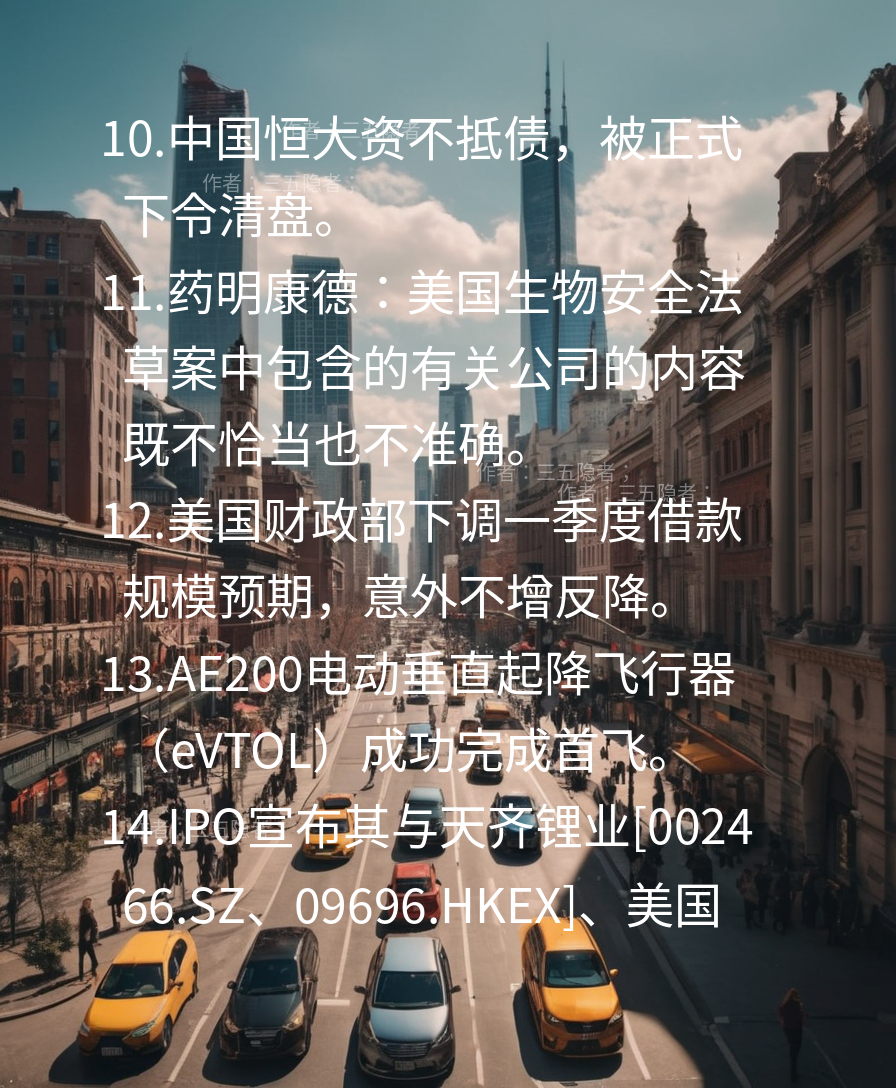 10.中国恒大资不抵债，被正式
下令清盘。
11.药明康德：美国生物安全法
草案中包含的有关公司的内容
既不恰当也不准确。
12.美国财政部下调一季度借款
规模预期，意外不增反降。
13.AE200电动垂直起降飞行器
（eVTOL）成功完成首飞。
14.IPO宣布其与天齐锂业[0024
66.SZ、09696.HKEX]、美国
作者：三五隐者；
作者：三五隐者；
作者：三五隐者；